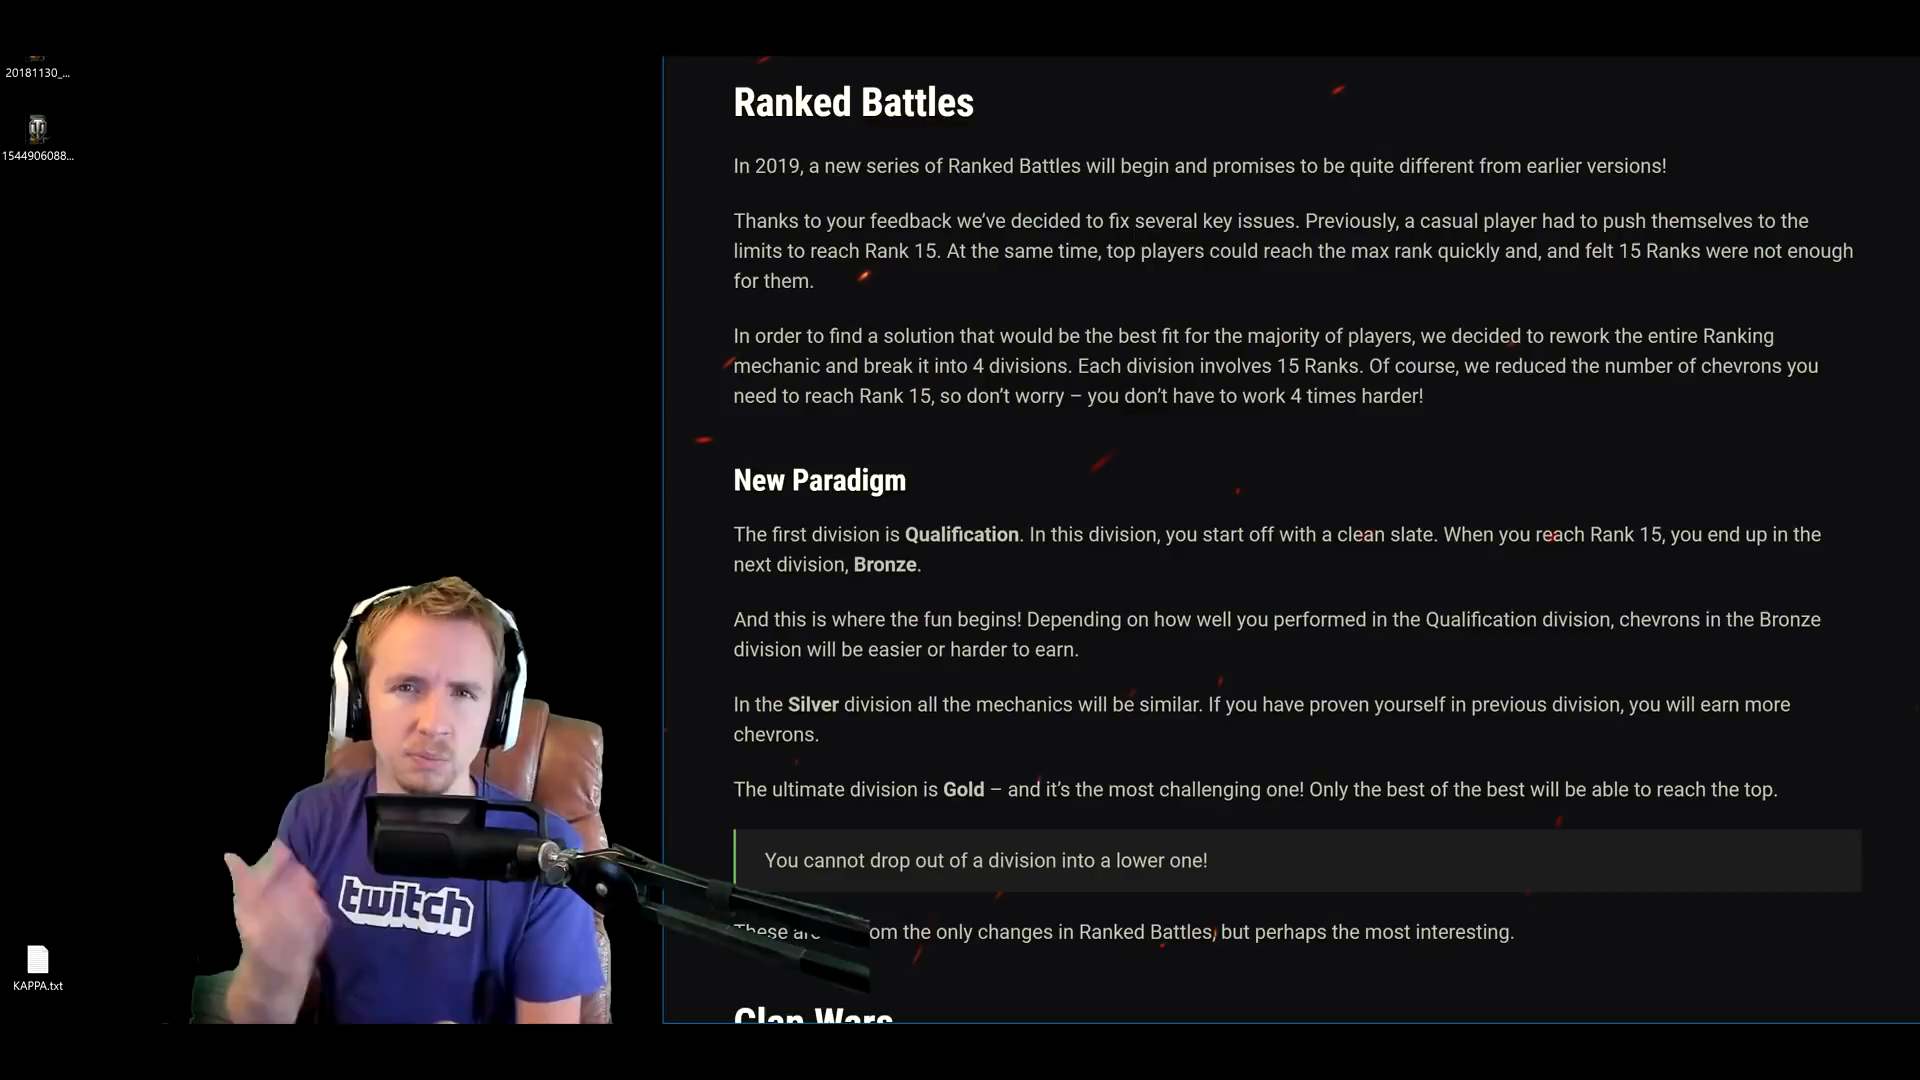 20181130_...
1544906088...
Ranked Battles
In 2019, a new series of Ranked Battles will begin and promises to be quite different from earlier versions!
Thanks to your feedback we've decided to fix several key issues. Previously, a casual player had to push themselves to the
limits to reach Rank 15. At the same time, top players could reach the max rank quickly and, and felt 15 Ranks were not enough
for them.
In order to find a solution that would be the best fit for the majority of players, we decided to rework the entire Ranking
mechanic and break it into 4 divisions. Each division involves 15 Ranks. Of course, we reduced the number of chevrons you
need to reach Rank 15, so don't worry – you don't have to work 4 times harder!
New Paradigm
The first division is Qualification. In this division, you start off with a clean slate. When you reach Rank 15, you end up in the
next division, Bronze.
And this is where the fun begins! Depending on how well you performed in the Qualification division, chevrons in the Bronze
division will be easier or harder to earn.
In the Silver division all the mechanics will be similar. If you have proven yourself in previous division, you will earn more
chevrons.
The ultimate division is Gold – and it's the most challenging one! Only the best of the best will be able to reach the top.
You cannot drop out of a division into a lower one!
These are om the only changes in Ranked Battles, but perhaps the most interesting.
Clan Wars
twitch
KAPPA.txt